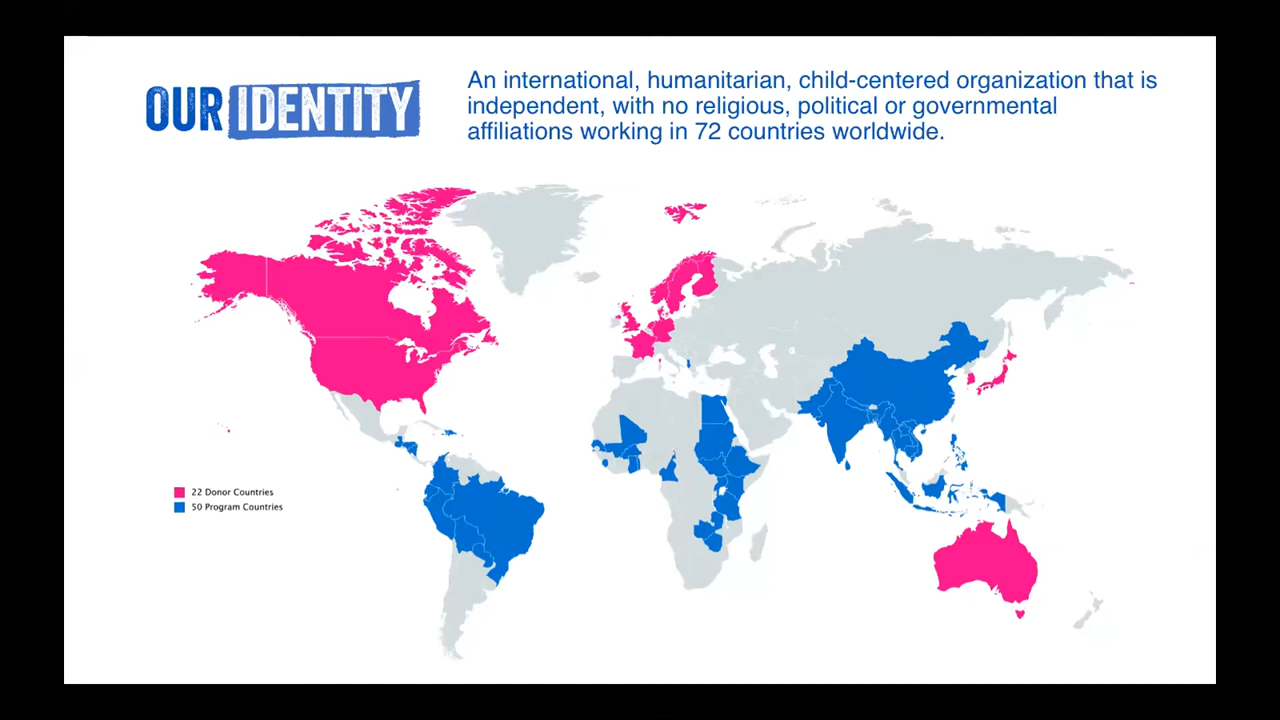 OUR IDENTITY
An international, humanitarian, child-centered organization that is
independent, with no religious, political or governmental
affiliations working in 72 countries worldwide.
22 Donor Countries
50 Program Countries